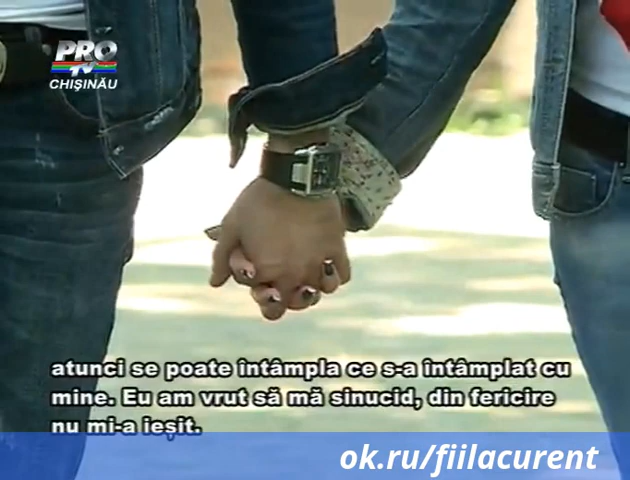 PRO
TV
CHIŞINĂU
atunci se poate întâmpla ce s-a întâmplat cu
mine. Eu am vrut să mă sinucid, din fericire
nu mi-a ieșit.
ok.ru/fiilacurent